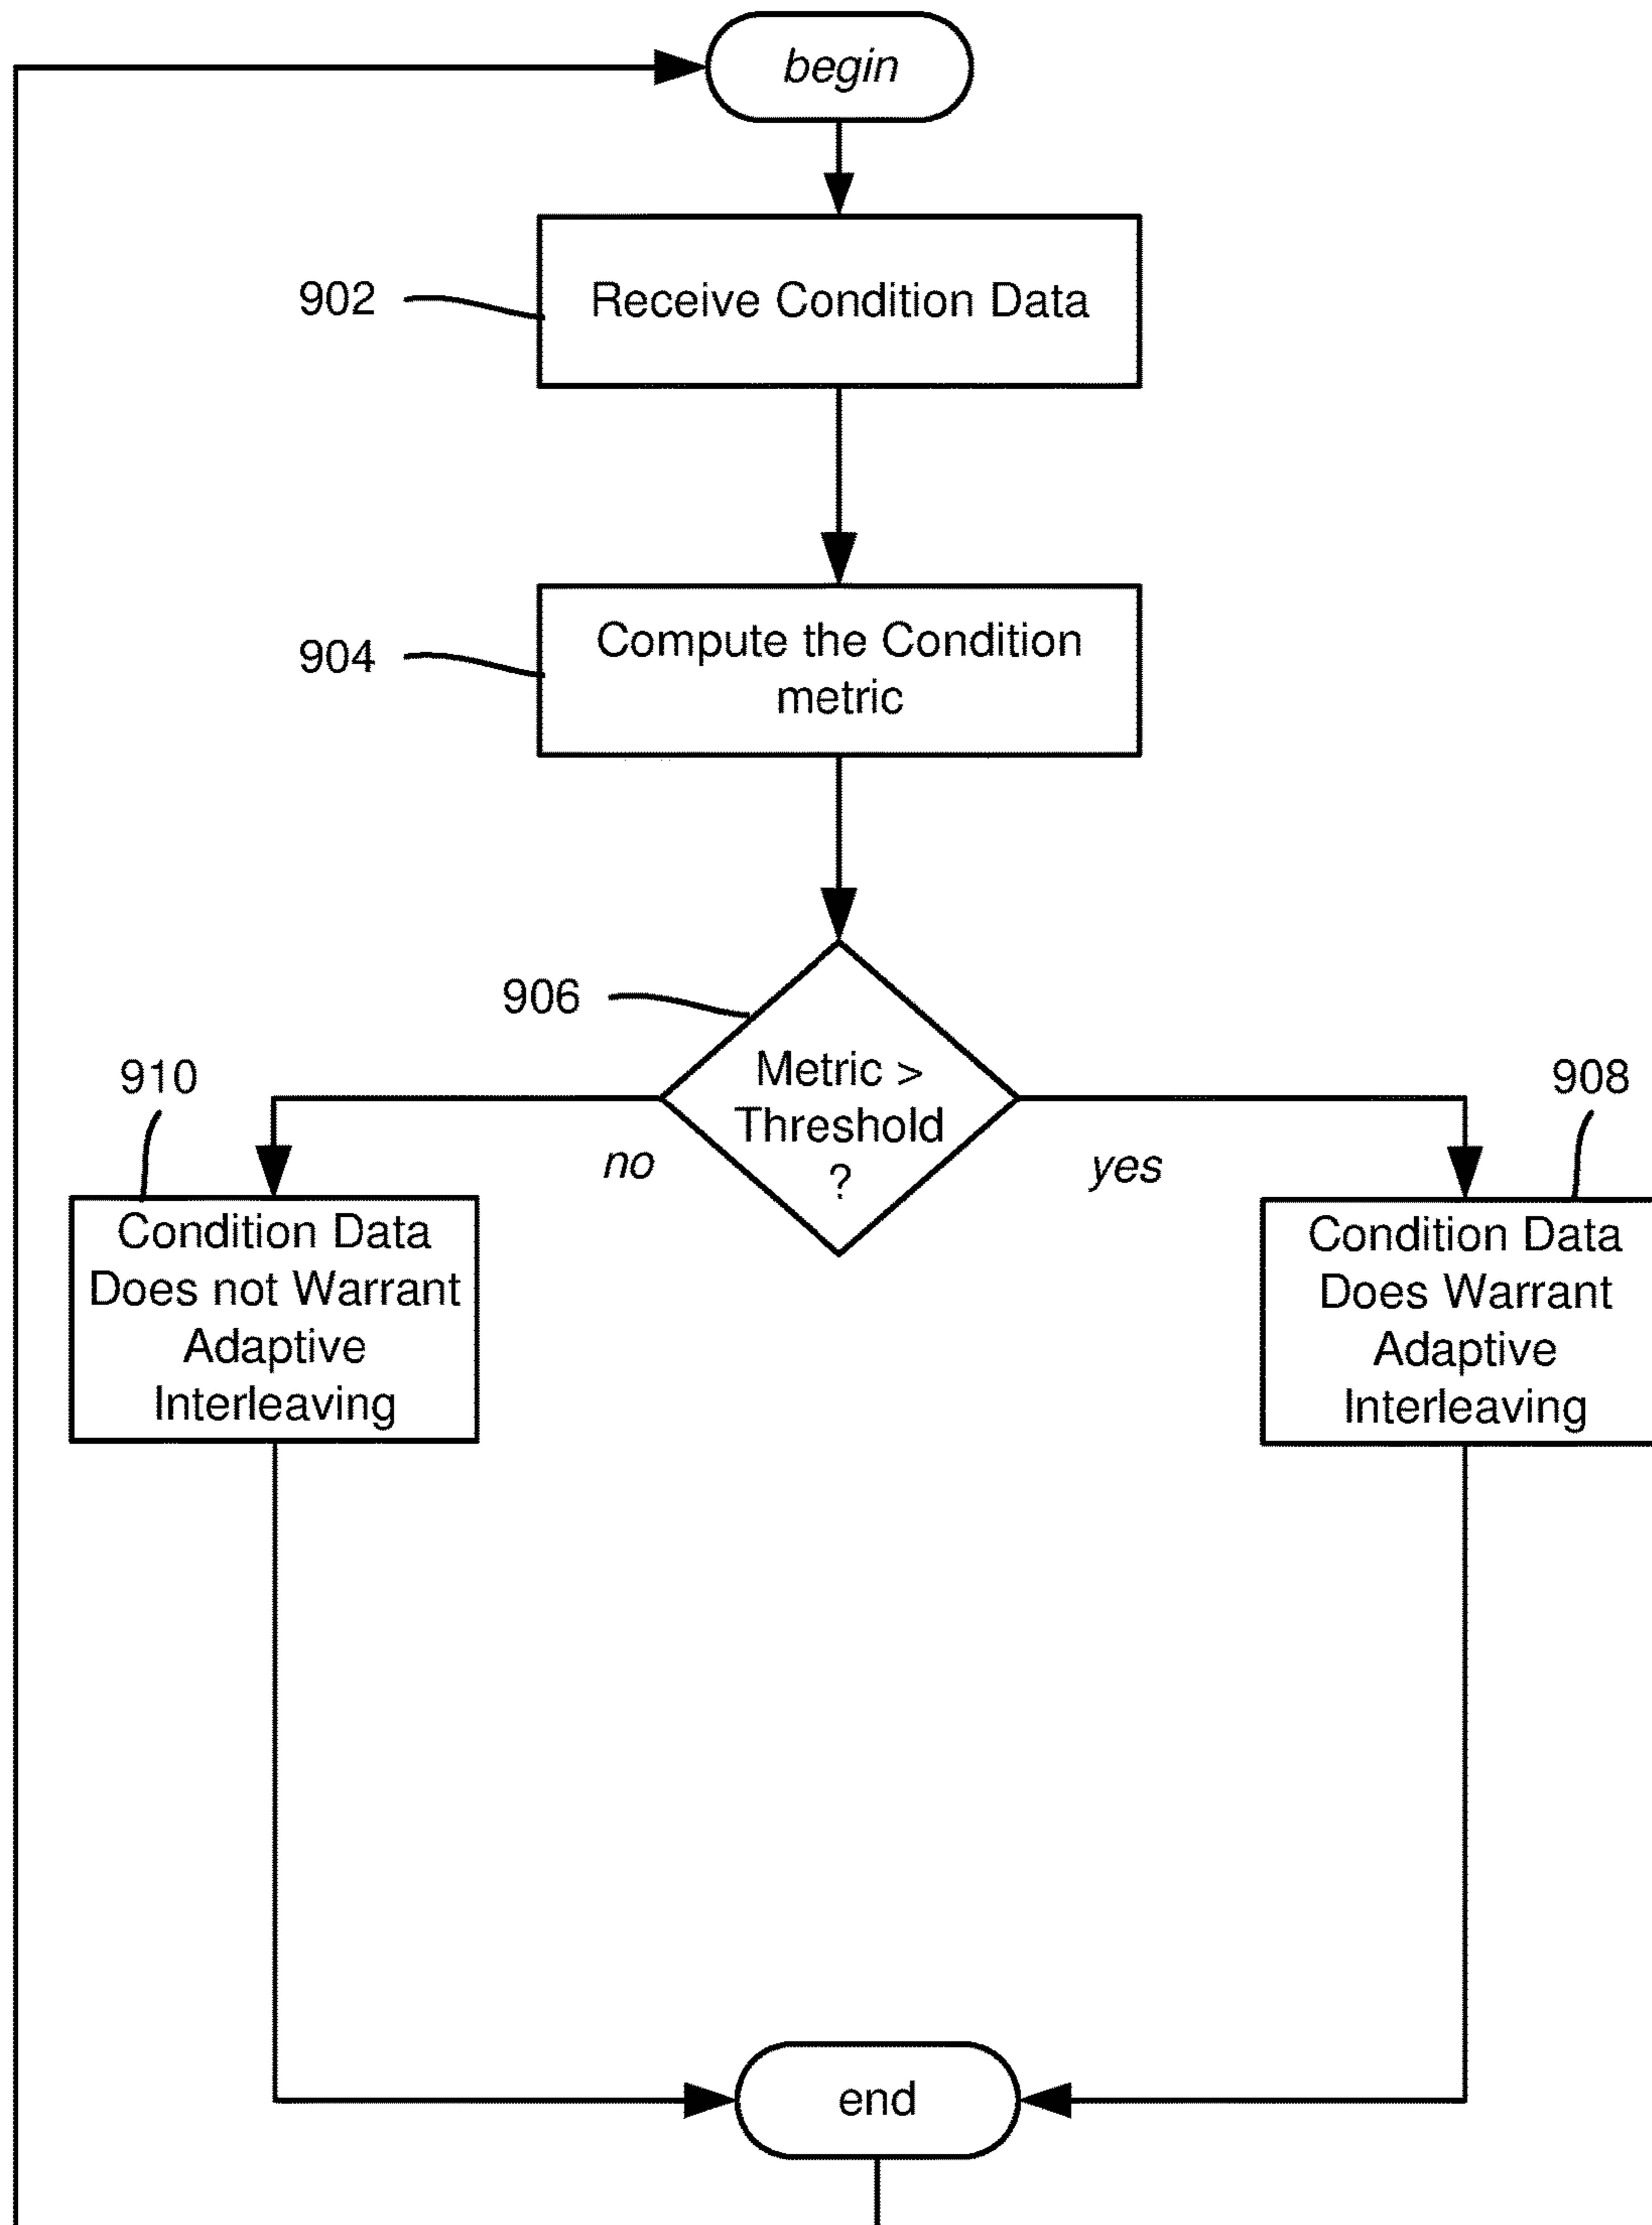 begin
902
Receive Condition Data
904
Compute the Condition
metric
906
Metric >
Threshold
?
no
yes
910
Condition Data
Does not Warrant
Adaptive
Interleaving
908
Condition Data
Does Warrant
Adaptive
Interleaving
end